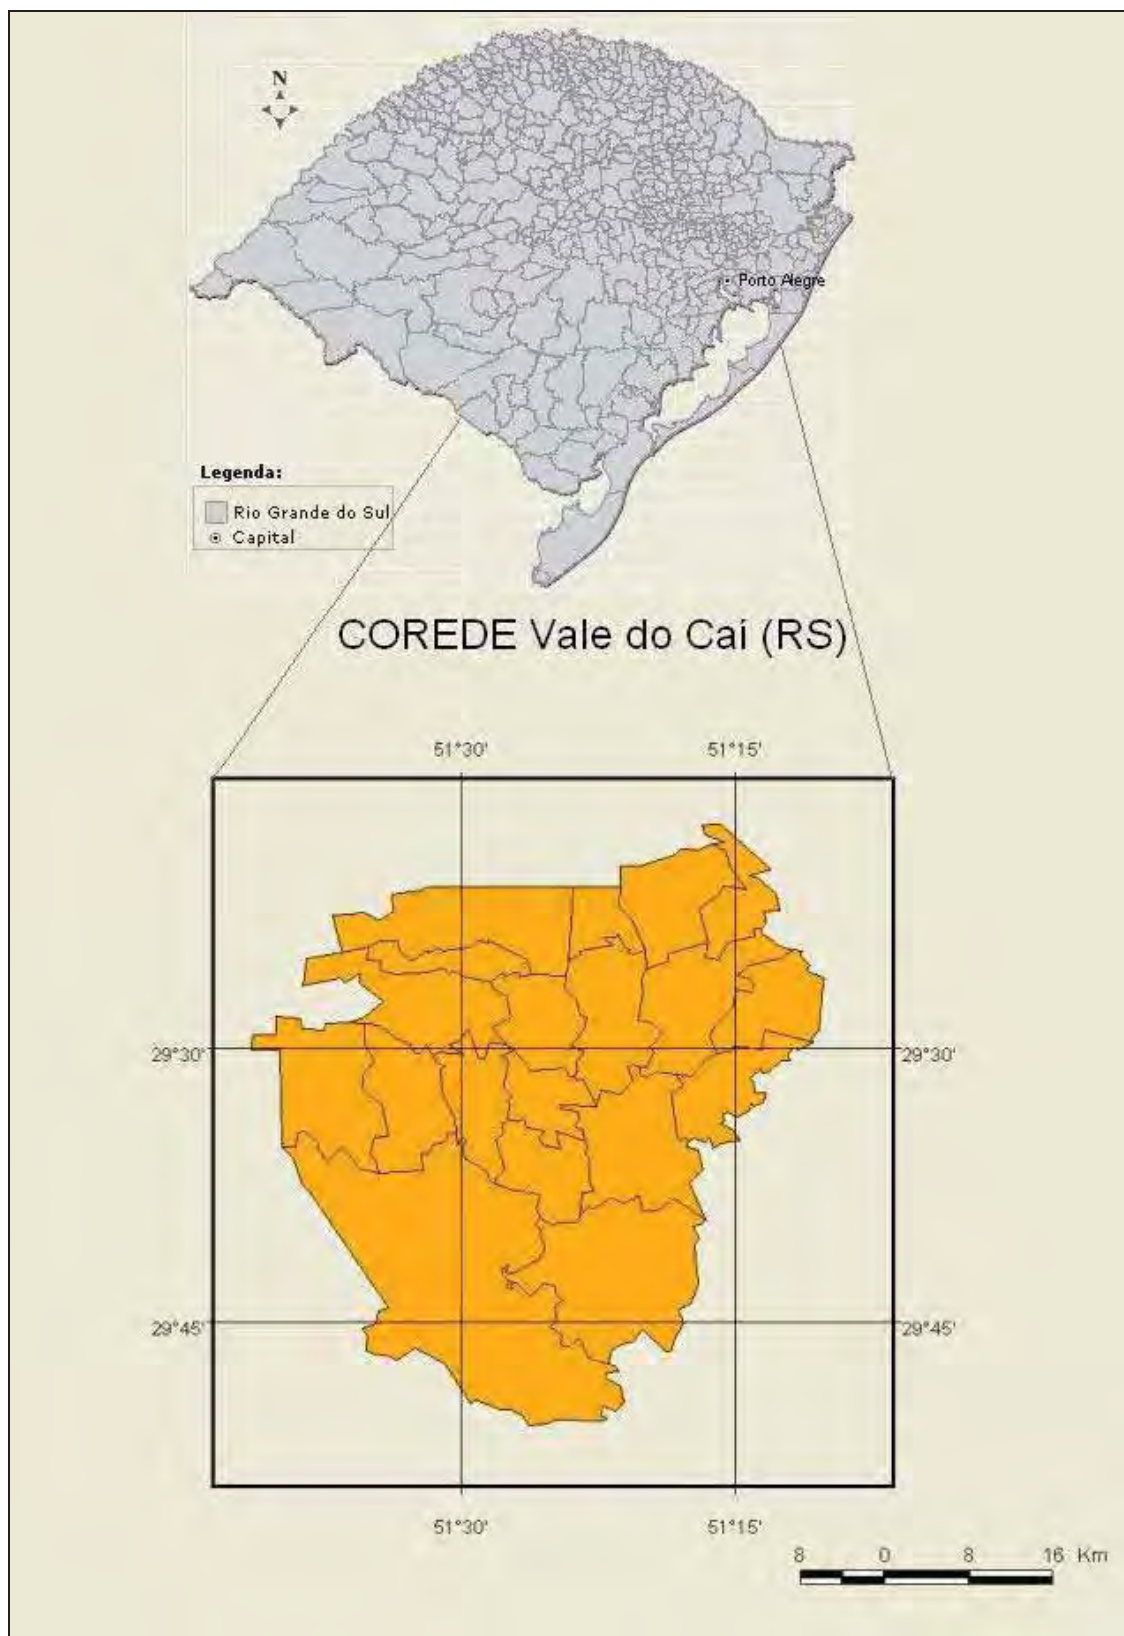 N
Porto Alegre
Legenda:
Rio Grande do Sul
Capital
COREDE Vale do Caí (RS)
51°30' 51°15'
29°30' 29°30'
29°45' 29°45'
51°30' 51°15'
8 0 8 16 Km